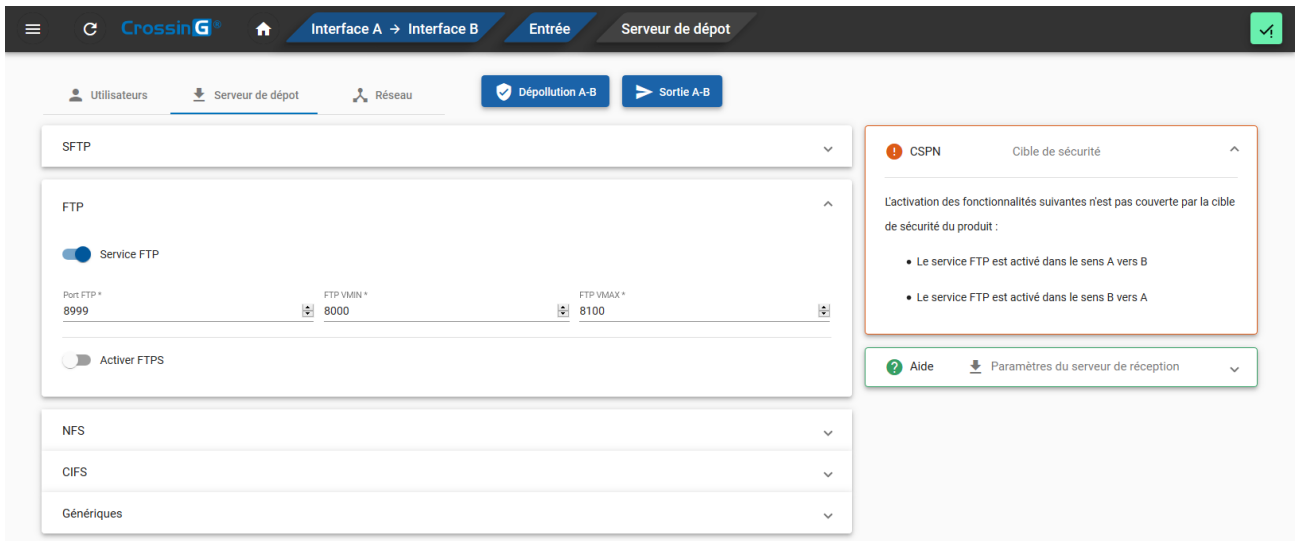 CrossinG®
Interface A → Interface B
Entrée
Serveur de dépot
Utilisateurs
Serveur de dépot
Réseau
Dépollution A-B
Sortie A-B
SFTP
FTP
Service FTP
Port FTP *
FTP VMIN *
FTP VMAX *
8999
8000
8100
Activer FTPS
NFS
CIFS
Génériques
CSPN
Cible de sécurité
L'activation des fonctionnalités suivantes n'est pas couverte par la cible
de sécurité du produit :
• Le service FTP est activé dans le sens A vers B
• Le service FTP est activé dans le sens B vers A
Aide
Paramètres du serveur de réception